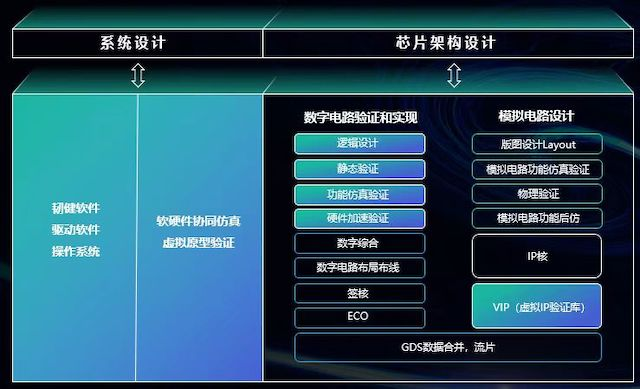 系统设计
芯片架构设计
韧健软件
驱动软件
操作系统
软硬件协同仿真
虚拟原型验证
数字电路验证和实现
逻辑设计
静态验证
功能仿真验证
硬件加速验证
数字综合
数字电路布局布线
签核
ECO
模拟电路设计
版图设计Layout
模拟电路功能仿真验证
物理验证
模拟电路功能后仿
IP核
VIP（虚拟IP验证库）
GDS数据合并，流片